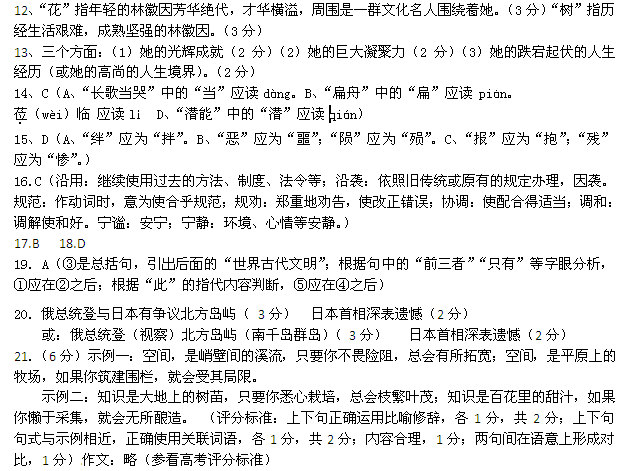 12、“花”指年轻的林徽因芳华绝代，才华横溢，周围是一群文化名人围绕着她。（3分）“树”指历
经生活艰难，成熟坚强的林徽因。（3分）
13、三个方面：（1）她的光辉成就（2分）（2）她的巨大凝聚力（2分）（3）她的跌宕起伏的人生
经历（或她的高尚的人生境界）。（2分）
14、C（A、“长歌当哭”中的“当”应读dàng。B、“扁舟”中的“扁”应读 piān。
莅（wèi）临 应读lì  D、“潜能”中的“潜”应读qián）
15、D（A、“绊”应为“拌”。B、“恶”应为“噩”；“陨”应为“殒”。C、“报”应为“抱”；“残”
应为“惨”。）
16.C（沿用：继续使用过去的方法、制度、法令等；沿袭：依照旧传统或原有的规定办理，因袭。
规范：作动词时，意为使合乎规范；规劝：郑重地劝告，使改正错误；协调：使配合得适当；调和：
调解使和好。宁谧：安宁；宁静：环境、心情等安静。）
17.B  18.D
19. A（③是总括句，引出后面的“世界古代文明”；根据句中的“前三者”“只有”等字眼分析，
①应在②之后；根据“此”的指代内容判断，⑤应在④之后）
20. 俄总统登与日本有争议北方岛屿（ 3分）  日本首相深表遗憾（2分）
或：俄总统登（视察）北方岛屿（南千岛群岛）（ 3分）  日本首相深表遗憾（2分）
21.（6分）示例一：空间，是峭壁间的溪流，只要你不畏险阻，总会有所拓宽；空间，是平原上的
牧场，如果你筑建围栏，就会受其局限。
示例二：知识是大地上的树苗，只要你悉心栽培，总会枝繁叶茂；知识是百花里的甜汁，如果
你懒于采集，就会无所酿造。 （评分标准：上下句正确运用比喻修辞，各1分，共2分；上下句
句式与示例相近，正确使用关联词语，各1分，共2分；内容合理，1分；两句间在语意上形成对
比，1分）作文：略（参看高考评分标准）